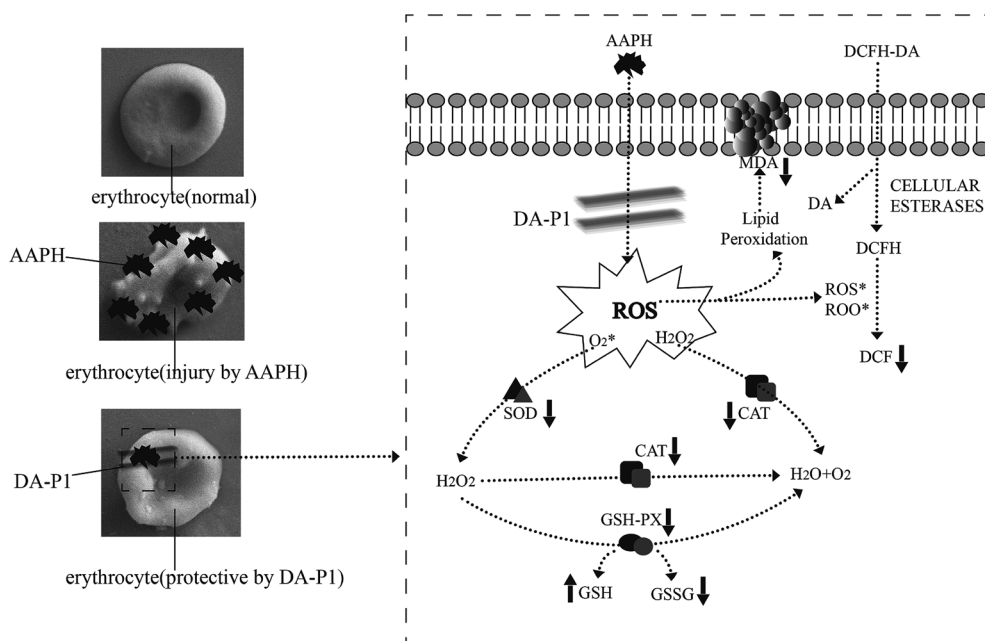 erythrocyte(normal)
AAPH
erythrocyte(injury by AAPH)
DA-P1
erythrocyte(protective by DA-P1)
AAPH
DCFH-DA
MDA
CELLULAR
ESTERASES
DA
DA-P1
Lipid
Peroxidation
DCFH
ROS
ROS*
ROO*
O2*
H2O2
DCF
SOD
CAT
CAT
H2O2
H2O+O2
GSH-PX
GSH
GSSG